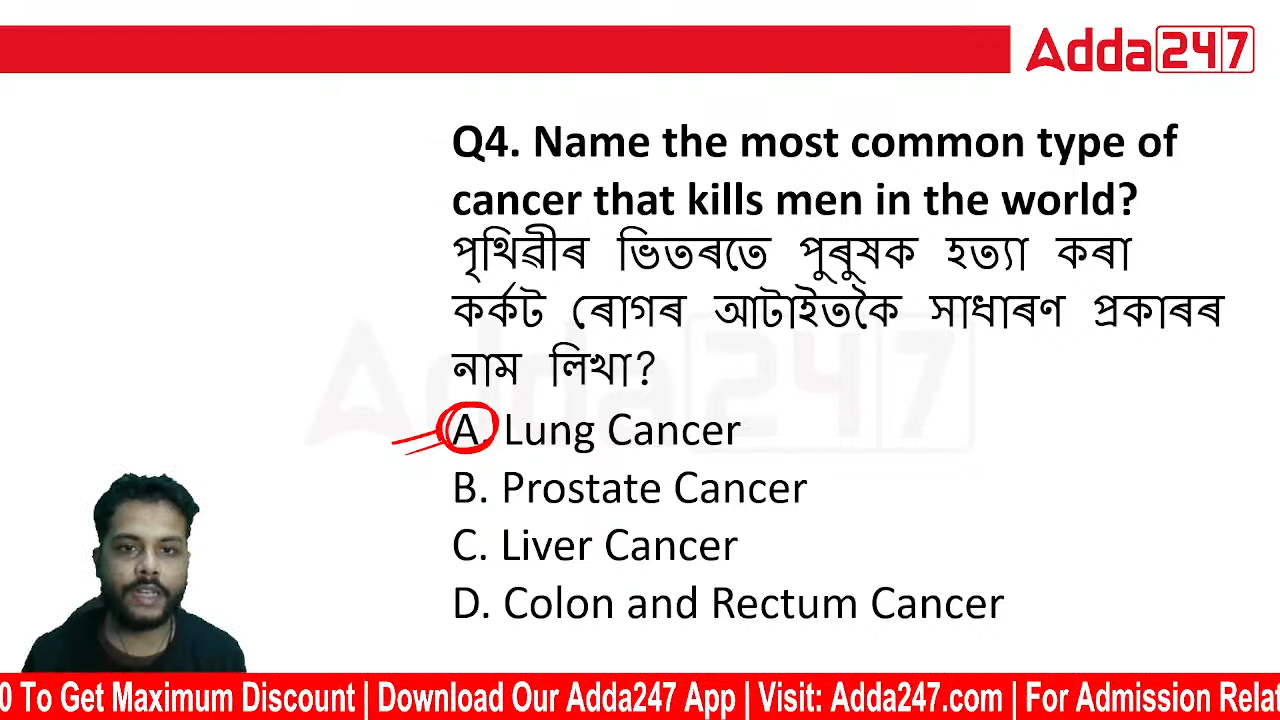 Adda247
Q4. Name the most common type of
cancer that kills men in the world?
পৃথিৱীৰ ভিতৰতে পুৰুষক হত্যা কৰা
কৰ্কট ৰোগৰ আটাইতকৈ সাধাৰণ প্ৰকাৰৰ
নাম লিখা?
A. Lung Cancer
B. Prostate Cancer
C. Liver Cancer
D. Colon and Rectum Cancer
0 To Get Maximum Discount | Download Our Adda247 App | Visit: Adda247.com | For Admission Relat